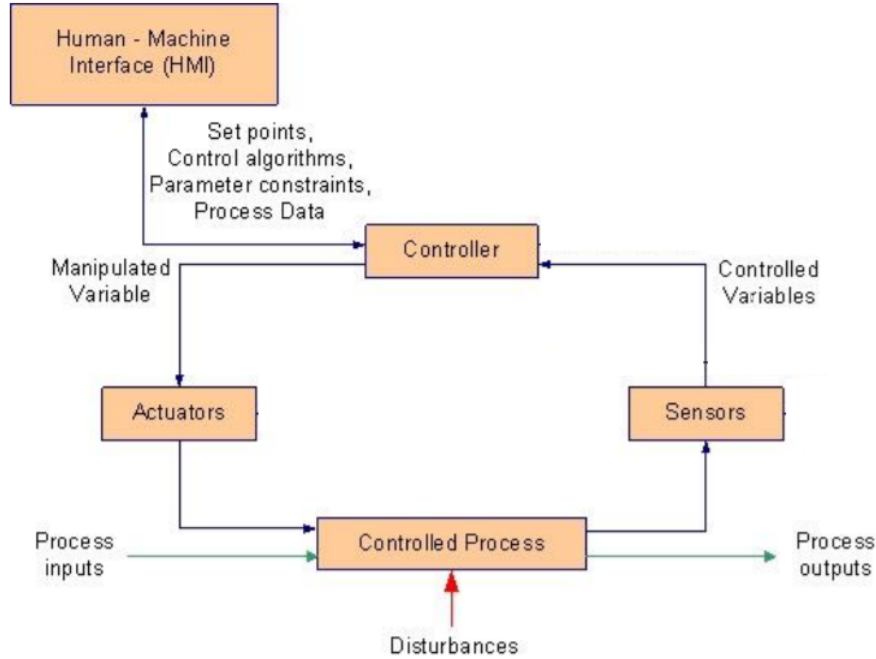 Human - Machine
Interface (HMI)
Set points,
Control algorithms,
Parameter constraints,
Process Data
Controller
Manipulated
Variable
Controlled
Variables
Actuators
Sensors
Process
inputs
Controlled Process
Process
outputs
Disturbances